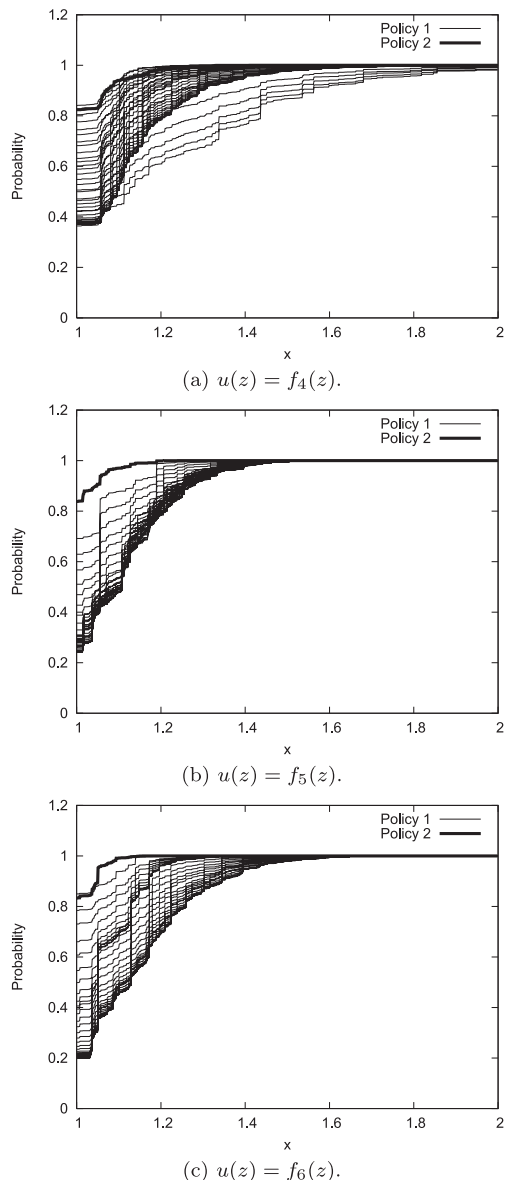 1.2
1
0.8
0.6
0.4
0.2
0
Probability
Policy 1
Policy 2
1 1.2 1.4 1.6 1.8 2
x
(a) u(z) = f₄(z).
1.2
1
0.8
0.6
0.4
0.2
0
Probability
Policy 1
Policy 2
1 1.2 1.4 1.6 1.8 2
x
(b) u(z) = f₅(z).
1.2
1
0.8
0.6
0.4
0.2
0
Probability
Policy 1
Policy 2
1 1.2 1.4 1.6 1.8 2
x
(c) u(z) = f₆(z).